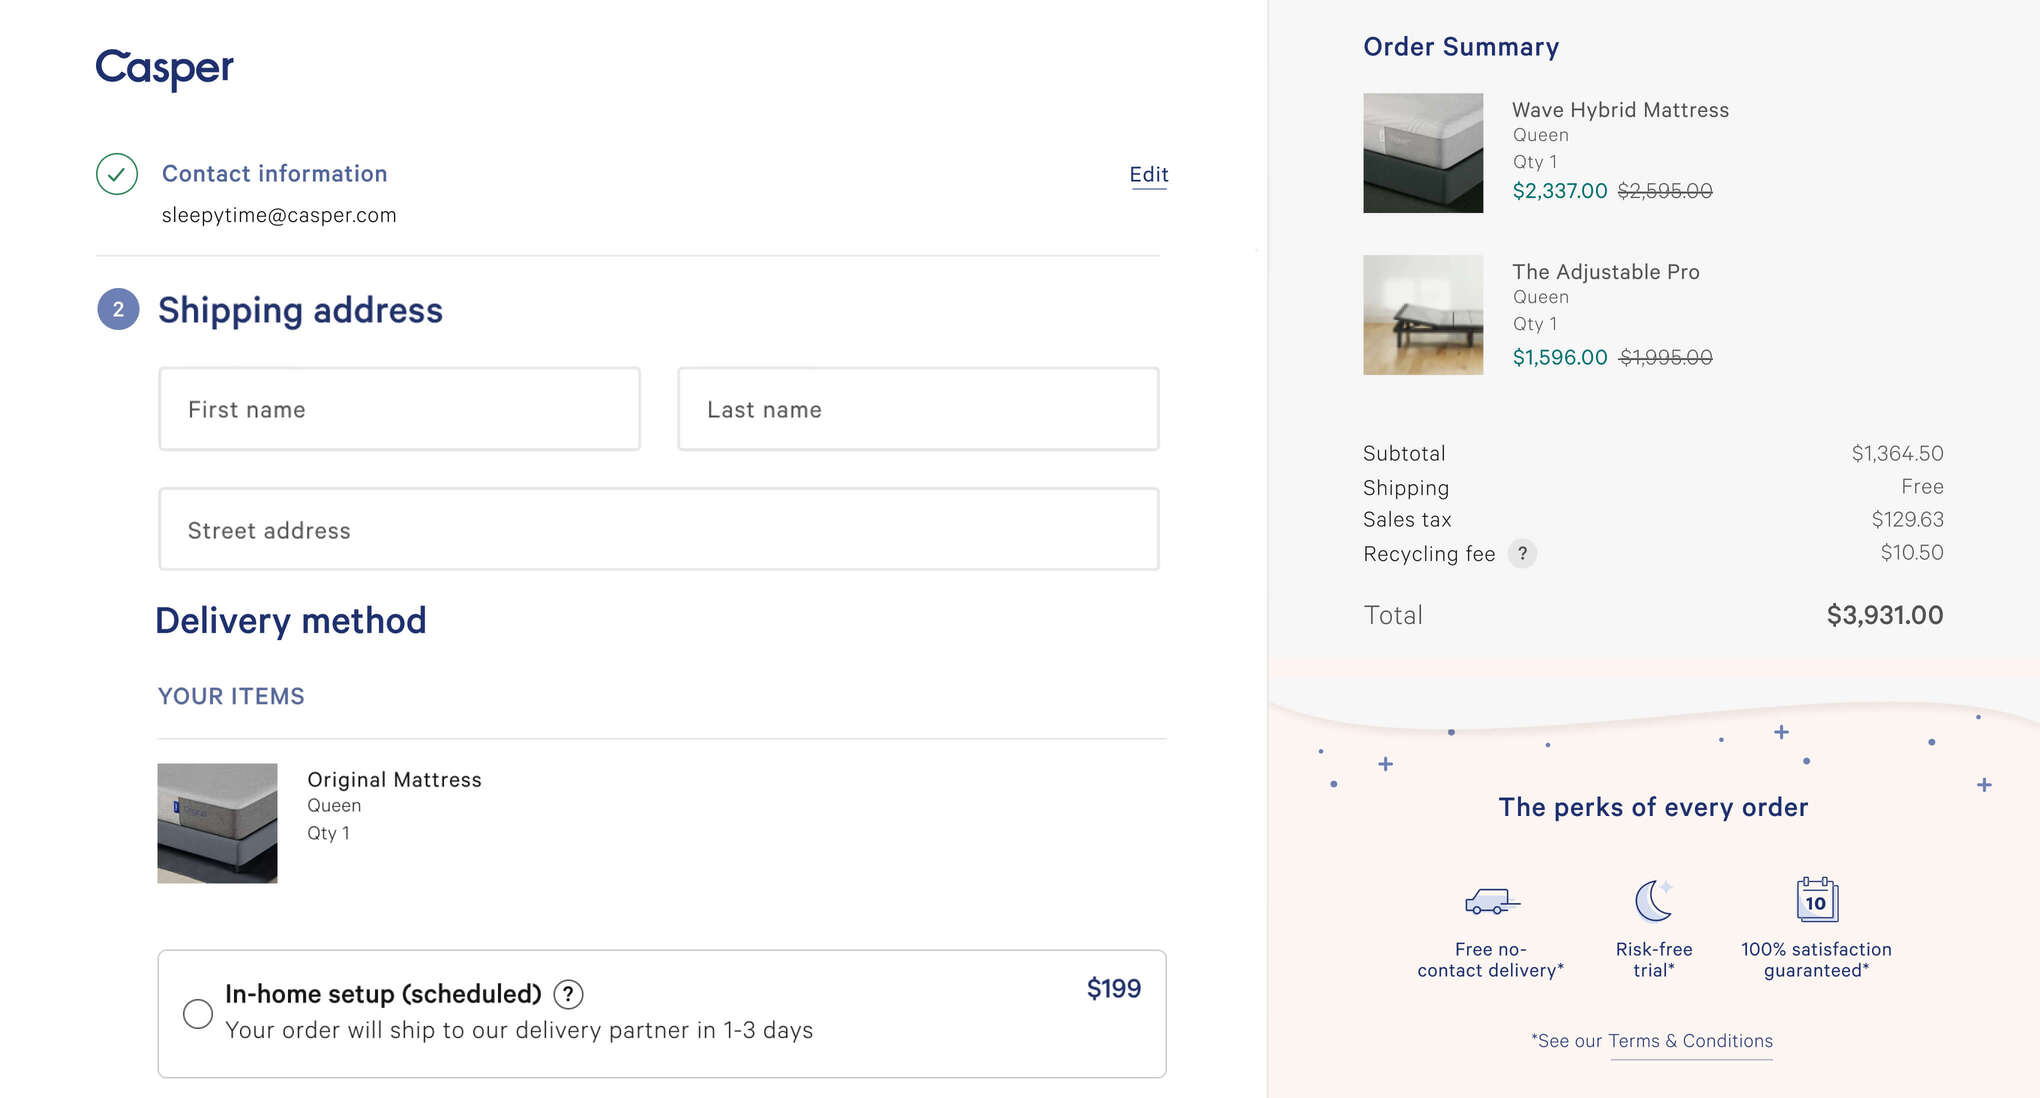 Casper
Contact information
Edit
sleepytime@casper.com
2
Shipping address
First name
Last name
Street address
Delivery method
YOUR ITEMS
Original Mattress
Queen
Qty 1
In-home setup (scheduled) ?
$199
Your order will ship to our delivery partner in 1-3 days
Order Summary
Wave Hybrid Mattress
Queen
Qty 1
$2,337.00 $2,595.00
The Adjustable Pro
Queen
Qty 1
$1,596.00 $1,995.00
Subtotal $1,364.50
Shipping Free
Sales tax $129.63
Recycling fee ? $10.50
Total $3,931.00
The perks of every order
10
Free no-
contact delivery*
Risk-free
trial*
100% satisfaction
guaranteed*
*See our Terms & Conditions